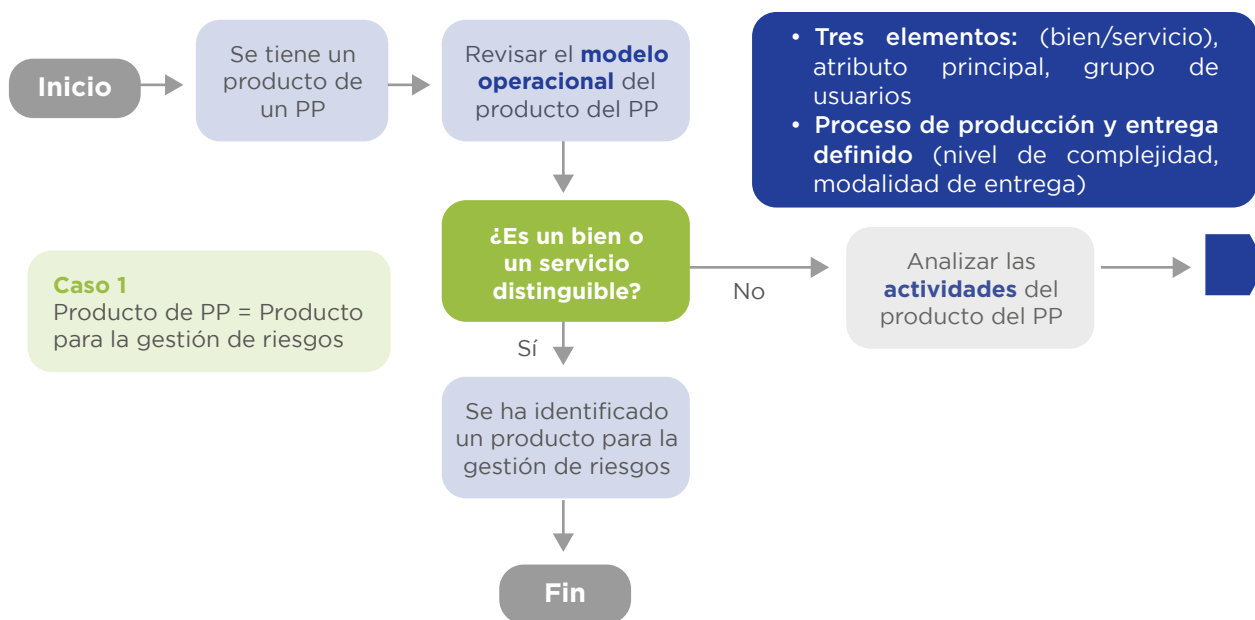 Inicio
Se tiene un
producto de
un PP
Revisar el modelo
operacional del
producto del PP
• Tres elementos: (bien/servicio),
atributo principal, grupo de
usuarios
• Proceso de producción y entrega
definido (nivel de complejidad,
modalidad de entrega)
¿Es un bien o
un servicio
distinguible?
No
Analizar las
actividades del
producto del PP
Caso 1
Producto de PP = Producto
para la gestión de riesgos
Sí
Se ha identificado
un producto para la
gestión de riesgos
Fin